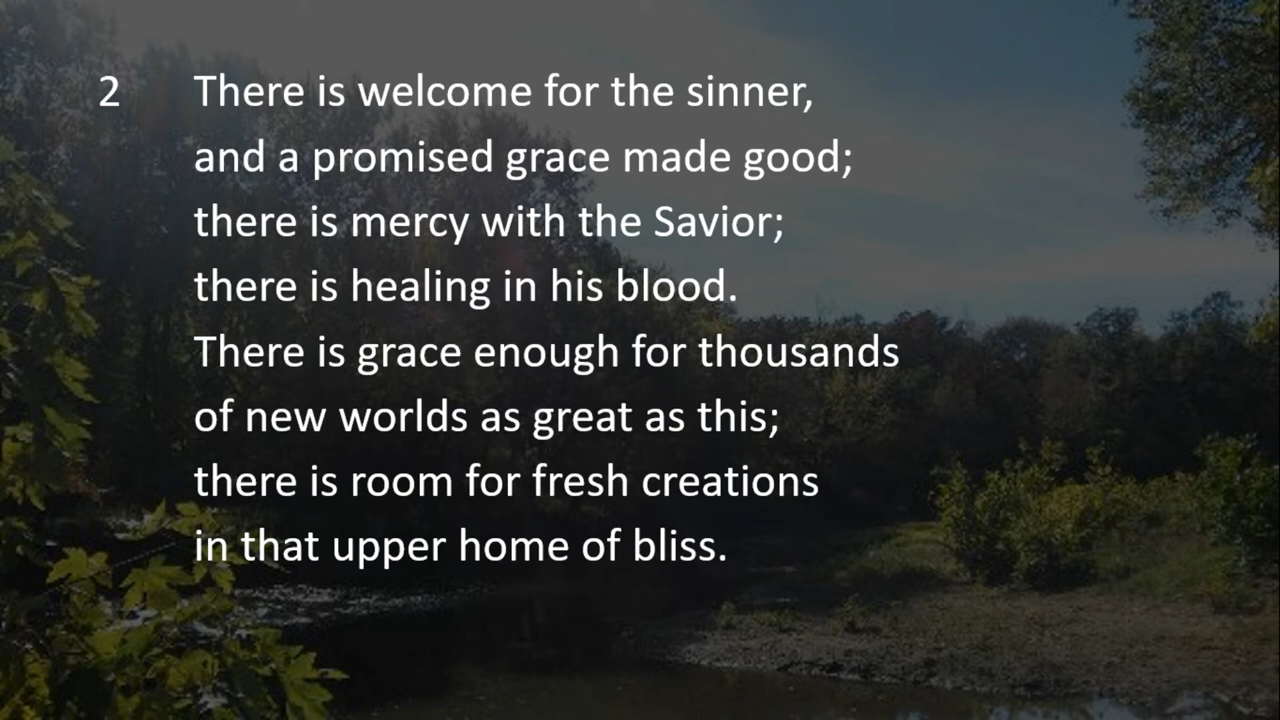 2 There is welcome for the sinner,
and a promised grace made good;
there is mercy with the Savior;
there is healing in his blood.
There is grace enough for thousands
of new worlds as great as this;
there is room for fresh creations
in that upper home of bliss.